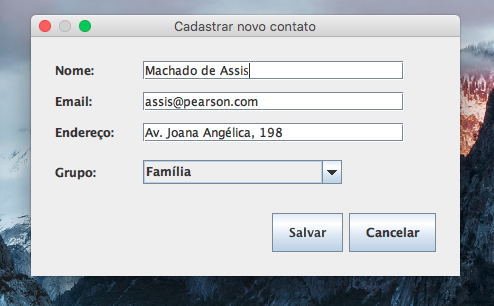 Cadastrar novo contato
Nome: Machado de Assis
Email: assis@pearson.com
Endereço: Av. Joana Angélica, 198
Grupo: Família
Salvar Cancelar